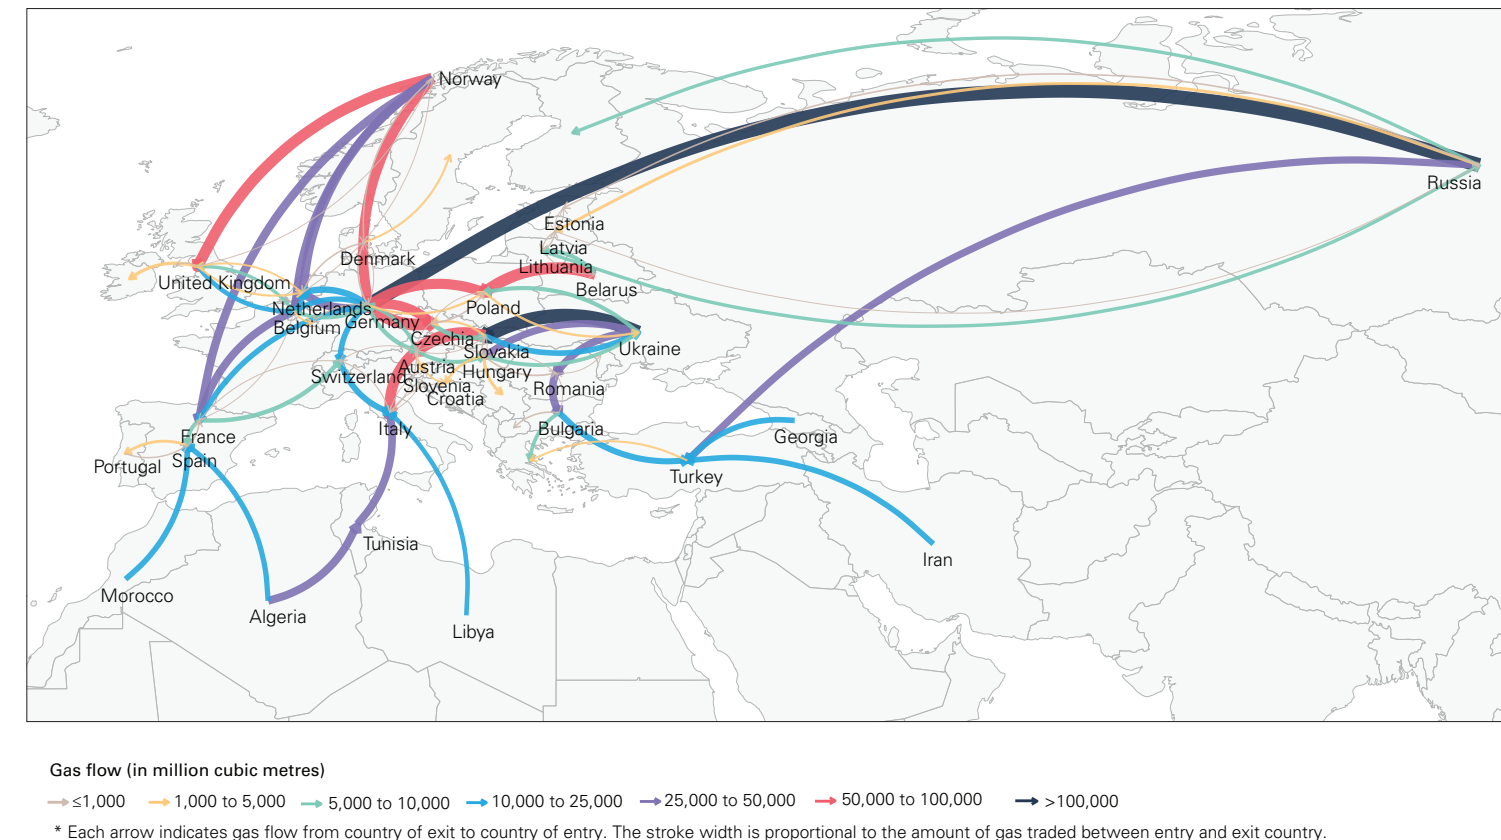 Norway
Russia
Estonia
Latvia
Denmark
Lithuania
United Kingdom
Belarus
Netherlands
Poland
Germany
Belgium
Czechia
Ukraine
Slovakia
Austria
Hungary
Switzerland
Slovenia
Romania
Croatia
Italy
Bulgaria
France
Georgia
Portugal
Spain
Turkey
Tunisia
Iran
Morocco
Algeria
Libya
Gas flow (in million cubic metres)
≤1,000 1,000 to 5,000 5,000 to 10,000 10,000 to 25,000 25,000 to 50,000 50,000 to 100,000 >100,000
* Each arrow indicates gas flow from country of exit to country of entry. The stroke width is proportional to the amount of gas traded between entry and exit country.